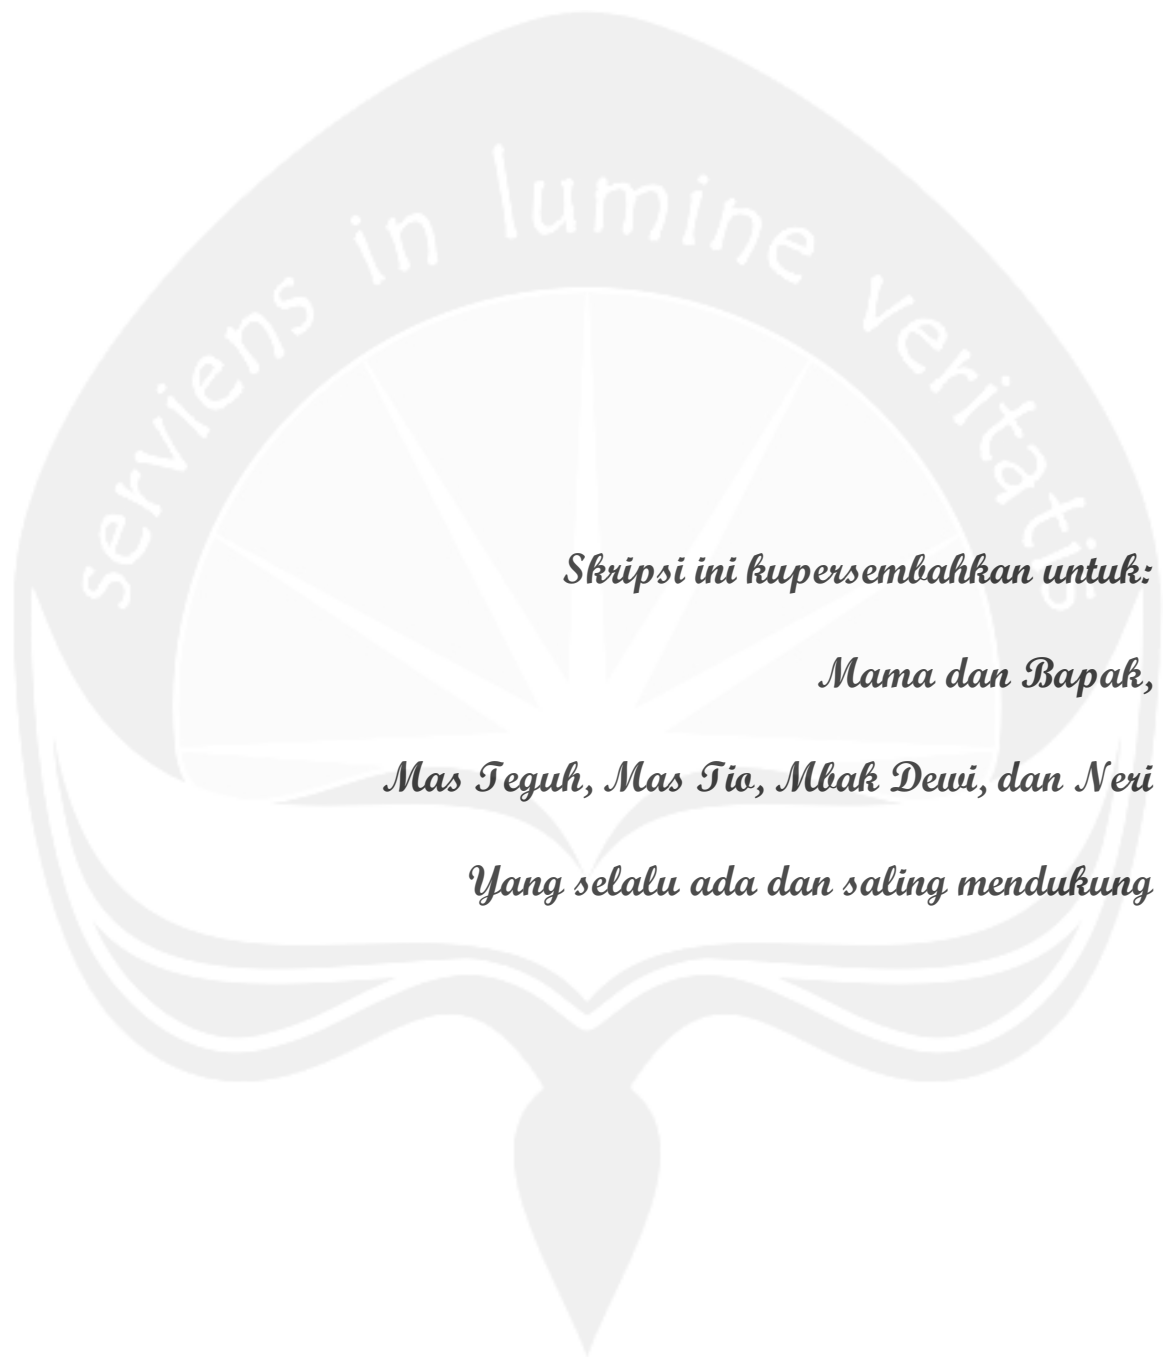 serviens in lumine veritatis
Skripsi ini kupersembahkan untuk:
Mama dan Bapak,
Mas Teguh, Mas Tio, Mbak Dewi, dan Neri
Yang selalu ada dan saling mendukung